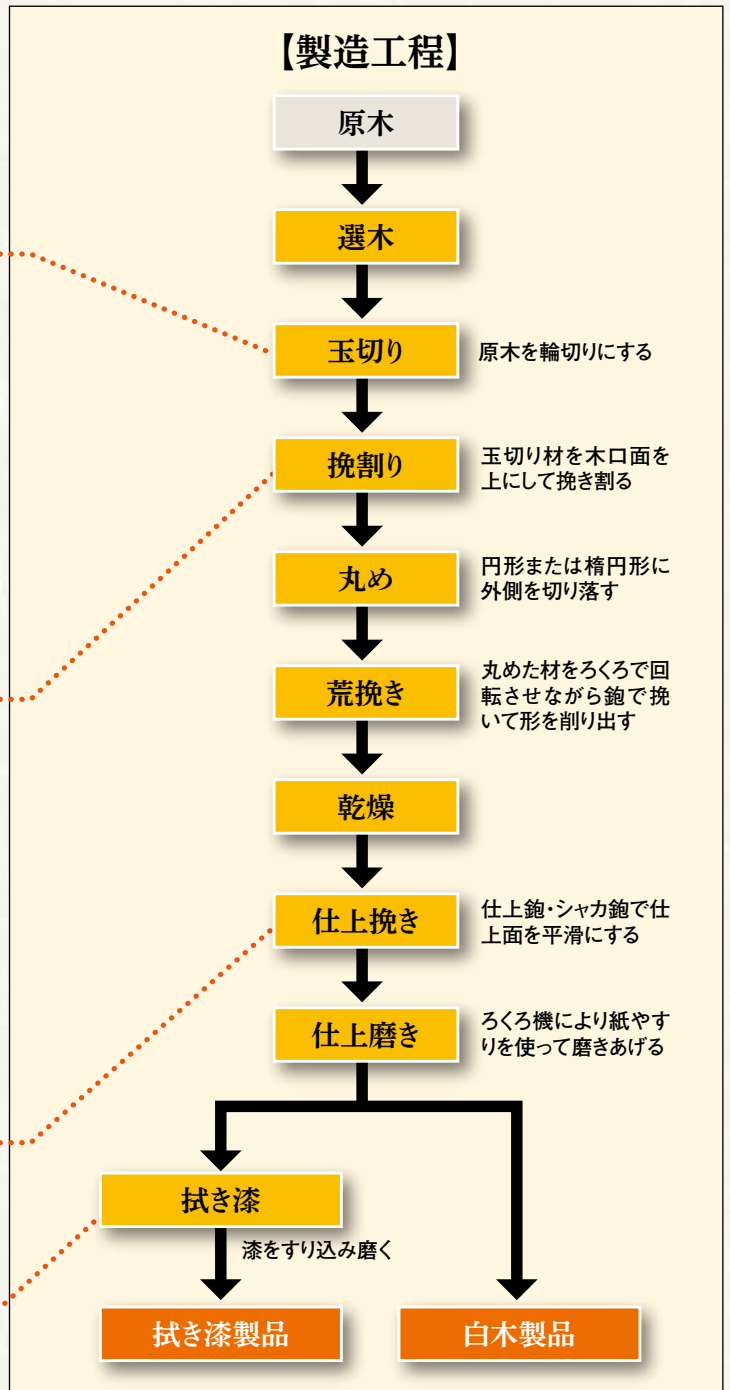 【製造工程】
原木
選木
玉切り
原木を輪切りにする
挽割り
玉切り材を木口面を
上にして挽き割る
丸め
円形または楕円形に
外側を切り落す
荒挽き
丸めた材をろくろで回
転させながら鉋で挽
いて形を削り出す
乾燥
仕上挽き
仕上鉋・シャカ鉋で仕
上面を平滑にする
仕上磨き
ろくろ機により紙やす
りを使って磨きあげる
拭き漆
漆をすり込み磨く
拭き漆製品
白木製品